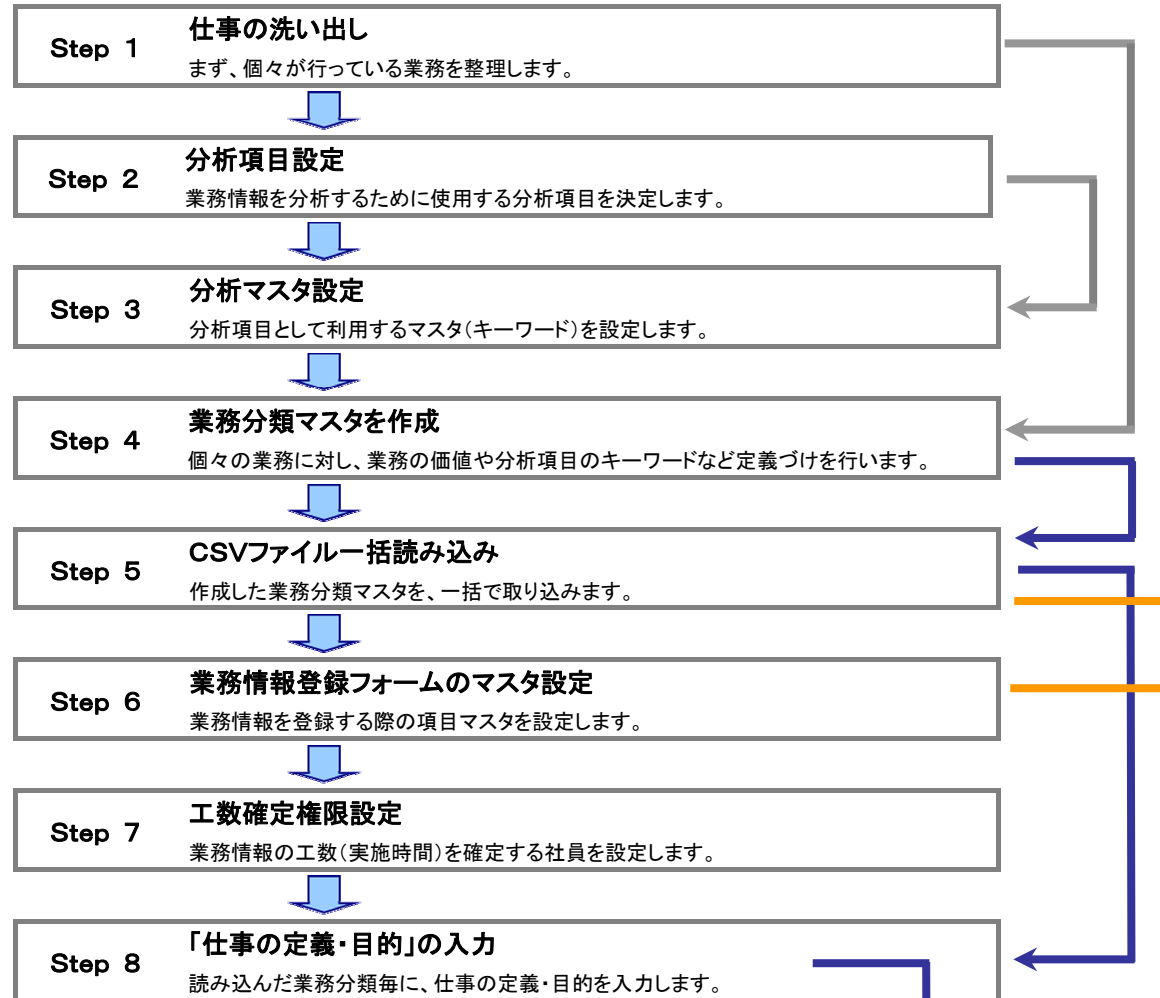 Step 1
仕事の洗い出し
まず、個々が行っている業務を整理します。
Step 2
分析項目設定
業務情報を分析するために使用する分析項目を決定します。
Step 3
分析マスタ設定
分析項目として利用するマスタ(キーワード)を設定します。
Step 4
業務分類マスタを作成
個々の業務に対し、業務の価値や分析項目のキーワードなど定義づけを行います。
Step 5
CSVファイル一括読み込み
作成した業務分類マスタを、一括で取り込みます。
Step 6
業務情報登録フォームのマスタ設定
業務情報を登録する際の項目マスタを設定します。
Step 7
工数確定権限設定
業務情報の工数(実施時間)を確定する社員を設定します。
Step 8
「仕事の定義・目的」の入力
読み込んだ業務分類毎に、仕事の定義・目的を入力します。